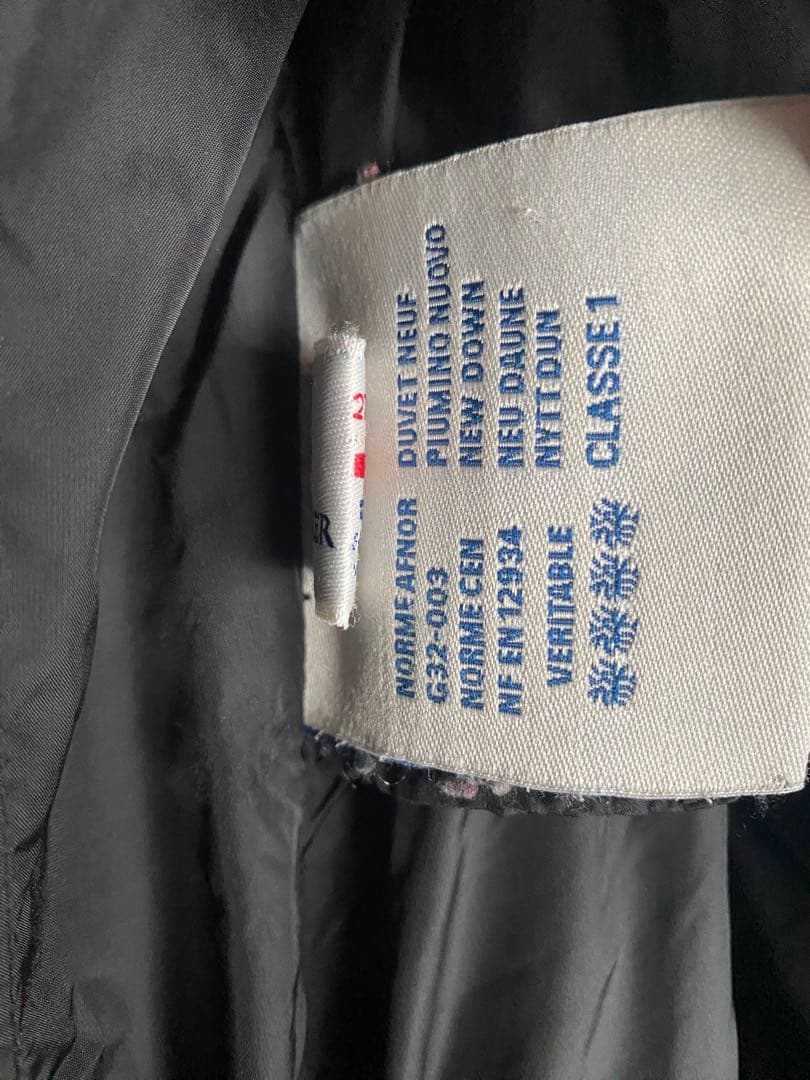 NORME AFNOR DUVET NEUF
G32-003 PIUMINO NUOVO
NORME CEN NEW DOWN
NF EN 12934 NEU DAUNE
VERITABLE NYTT DUN
CLASSE 1
ER